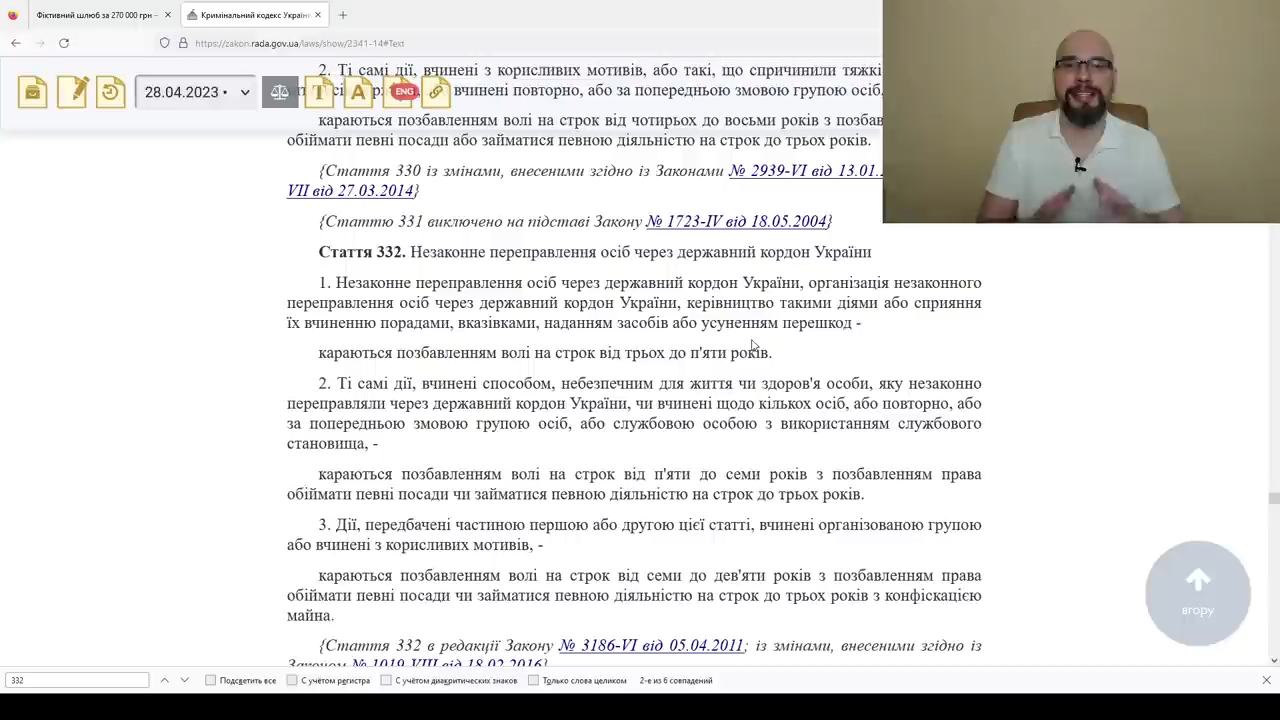 Фіктивний шлюб за 270 000 грн –
Кримінальний кодекс Україн
https://zakon.rada.gov.ua/laws/show/2341-14#Text
2. Ті самі дії, вчинені з корисливих мотивів, або такі, що спричинили тяжкі
28.04.2023
T
A
ENG
вчинені повторно, або за попередньою змовою групою осіб,
караються позбавленням волі на строк від чотирьох до восьми років з позбав
обіймати певні посади або займатися певною діяльністю на строк до трьох років.
{Стаття 330 із змінами, внесеними згідно із Законами № 2939-VI від 13.01.
VII від 27.03.2014}
{Статтю 331 виключено на підставі Закону № 1723-IV від 18.05.2004}
Стаття 332. Незаконне переправлення осіб через державний кордон України
1. Незаконне переправлення осіб через державний кордон України, організація незаконного
переправлення осіб через державний кордон України, керівництво такими діями або сприяння
їх вчиненню порадами, вказівками, наданням засобів або усуненням перешкод -
караються позбавленням волі на строк від трьох до п'яти років.
2. Ті самі дії, вчинені способом, небезпечним для життя чи здоров'я особи, яку незаконно
переправляли через державний кордон України, чи вчинені щодо кількох осіб, або повторно, або
за попередньою змовою групою осіб, або службовою особою з використанням службового
становища, -
караються позбавленням волі на строк від п'яти до семи років з позбавленням права
обіймати певні посади чи займатися певною діяльністю на строк до трьох років.
3. Дії, передбачені частиною першою або другою цієї статті, вчинені організованою групою
або вчинені з корисливих мотивів, -
караються позбавленням волі на строк від семи до дев'яти років з позбавленням права
обіймати певні посади чи займатися певною діяльністю на строк до трьох років з конфіскацією
майна.
вгору
{Стаття 332 в редакції Закону № 3186-VI від 05.04.2011; із змінами, внесеними згідно із
Законом № 1019-VIII від 18.02.2016}
332
Подсветить все
С учётом регистра
С учётом диакритических знаков
Только слова целиком
2-е из 6 совпадений